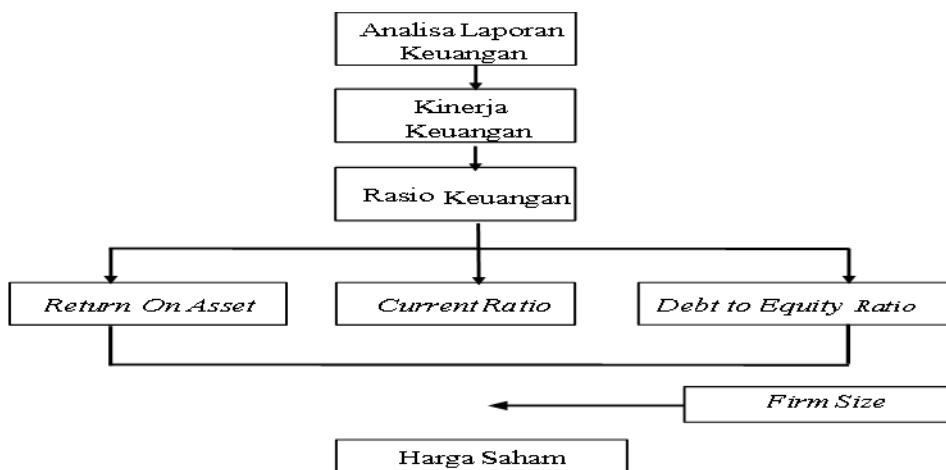 Analisa Laporan
Keuangan
Kinerja
Keuangan
Rasio Keuangan
Return On Asset
Current Ratio
Debt to Equity Ratio
Firm Size
Harga Saham